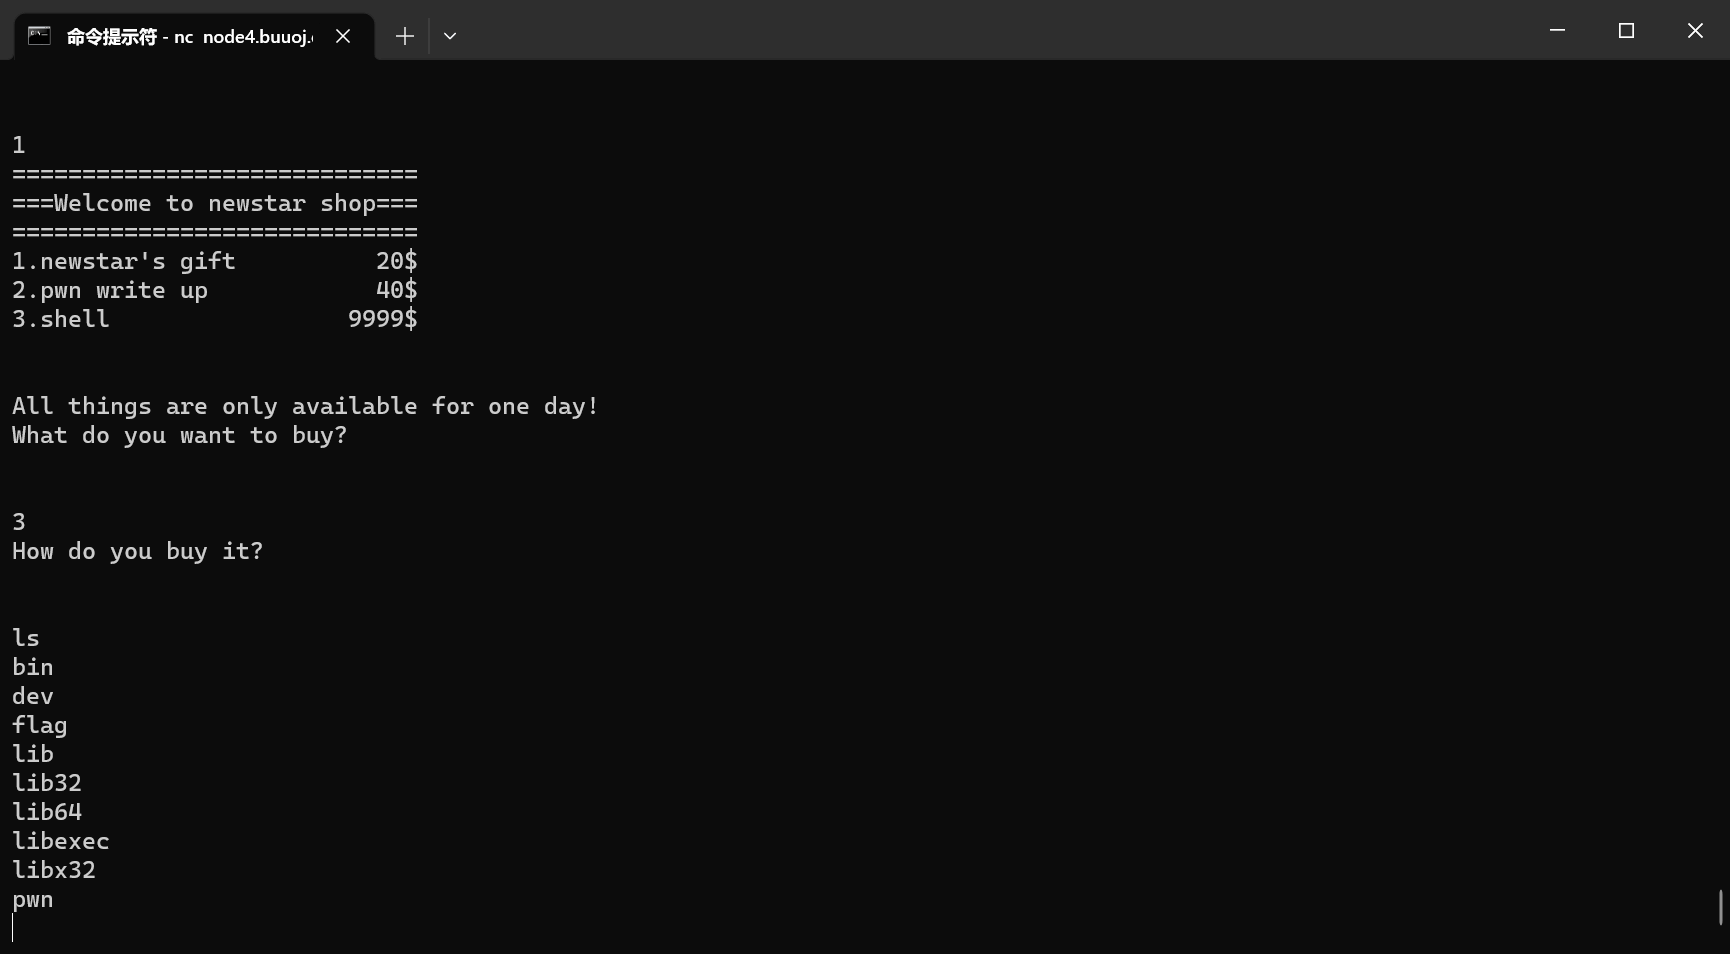 命令提示符 - nc  node4.buuoj.
1
=============================
===Welcome to newstar shop===
=============================
1.newstar's gift          20$
2.pwn write up            40$
3.shell                 9999$
All things are only available for one day!
What do you want to buy?
3
How do you buy it?
ls
bin
dev
flag
lib
lib32
lib64
libexec
libx32
pwn